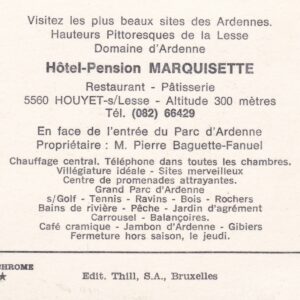 Visitez les plus beaux sites des Ardennes.
Hauteurs Pittoresques de la Lesse
Domaine d'Ardenne
Hôtel-Pension MARQUISETTE
Restaurant - Pâtisserie
5560 HOUYET-s/Lesse - Altitude 300 mètres
Tél. (082) 66429
En face de l'entrée du Parc d'Ardenne
Propriétaire : M. Pierre Baguette-Fanuel
Chauffage central. Téléphone dans toutes les chambres.
Villégiature idéale - Sites merveilleux
Centre de promenades attrayantes.
Grand Parc d'Ardenne
s/Golf - Tennis - Ravins - Bois - Rochers
Bains de rivière - Pêche - Jardin d'agrément
Carrousel - Balançoires.
Café cramique - Jambon d'Ardenne - Gibiers
Fermeture hors saison, le jeudi.
CHROME
Edit. Thill, S.A., Bruxelles